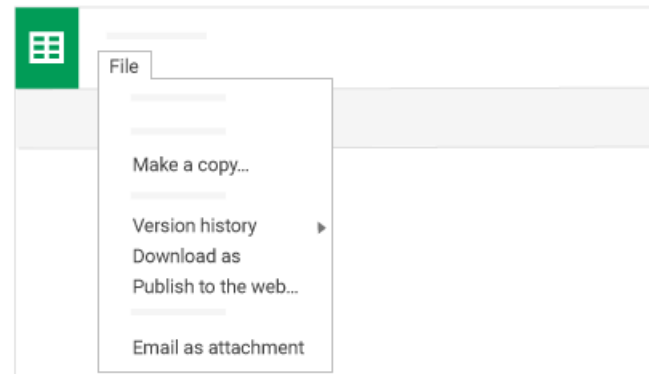 File
Make a copy...
Version history
Download as
Publish to the web...
Email as attachment